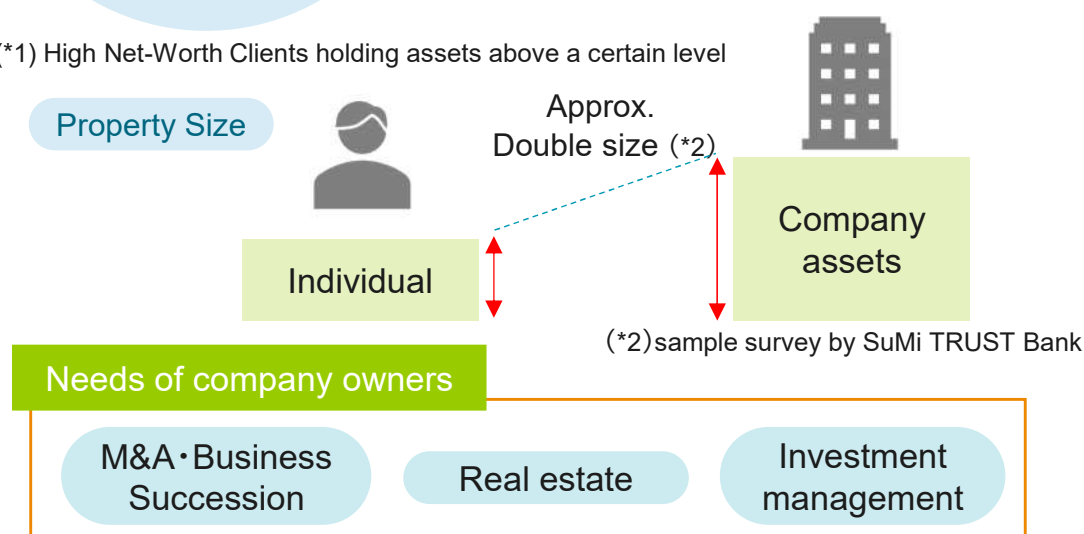 (*1) High Net-Worth Clients holding assets above a certain level
Property Size
Approx.
Double size (*2)
Individual
Company
assets
(*2)sample survey by SuMi TRUST Bank
Needs of company owners
M&A・Business
Succession
Real estate
Investment
management